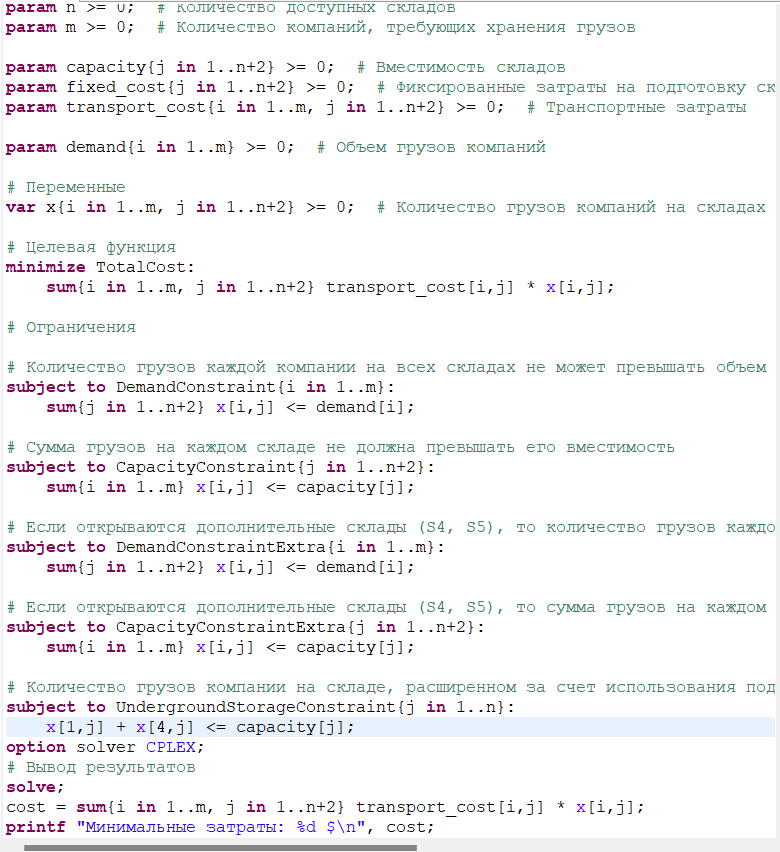 param n >= 0;  # Количество доступных складов
param m >= 0;  # Количество компаний, требующих хранения грузов
param capacity{j in 1..n+2} >= 0;  # Вместимость складов
param fixed_cost{j in 1..n+2} >= 0;  # Фиксированные затраты на подготовку ск
param transport_cost{i in 1..m, j in 1..n+2} >= 0;  # Транспортные затраты
param demand{i in 1..m} >= 0;  # Объем грузов компаний
# Переменные
var x{i in 1..m, j in 1..n+2} >= 0;  # Количество грузов компаний на складах
# Целевая функция
minimize TotalCost:
    sum{i in 1..m, j in 1..n+2} transport_cost[i,j] * x[i,j];
# Ограничения
# Количество грузов каждой компании на всех складах не может превышать объем
subject to DemandConstraint{i in 1..m}:
    sum{j in 1..n+2} x[i,j] <= demand[i];
# Сумма грузов на каждом складе не должна превышать его вместимость
subject to CapacityConstraint{j in 1..n+2}:
    sum{i in 1..m} x[i,j] <= capacity[j];
# Если открываются дополнительные склады (S4, S5), то количество грузов каждо
subject to DemandConstraintExtra{i in 1..m}:
    sum{j in 1..n+2} x[i,j] <= demand[i];
# Если открываются дополнительные склады (S4, S5), то сумма грузов на каждом
subject to CapacityConstraintExtra{j in 1..n+2}:
    sum{i in 1..m} x[i,j] <= capacity[j];
# Количество грузов компании на складе, расширенном за счет использования под
subject to UndergroundStorageConstraint{j in 1..n}:
    x[1,j] + x[4,j] <= capacity[j];
option solver CPLEX;
# Вывод результатов
solve;
cost = sum{i in 1..m, j in 1..n+2} transport_cost[i,j] * x[i,j];
printf "Минимальные затраты: %d $\n", cost;